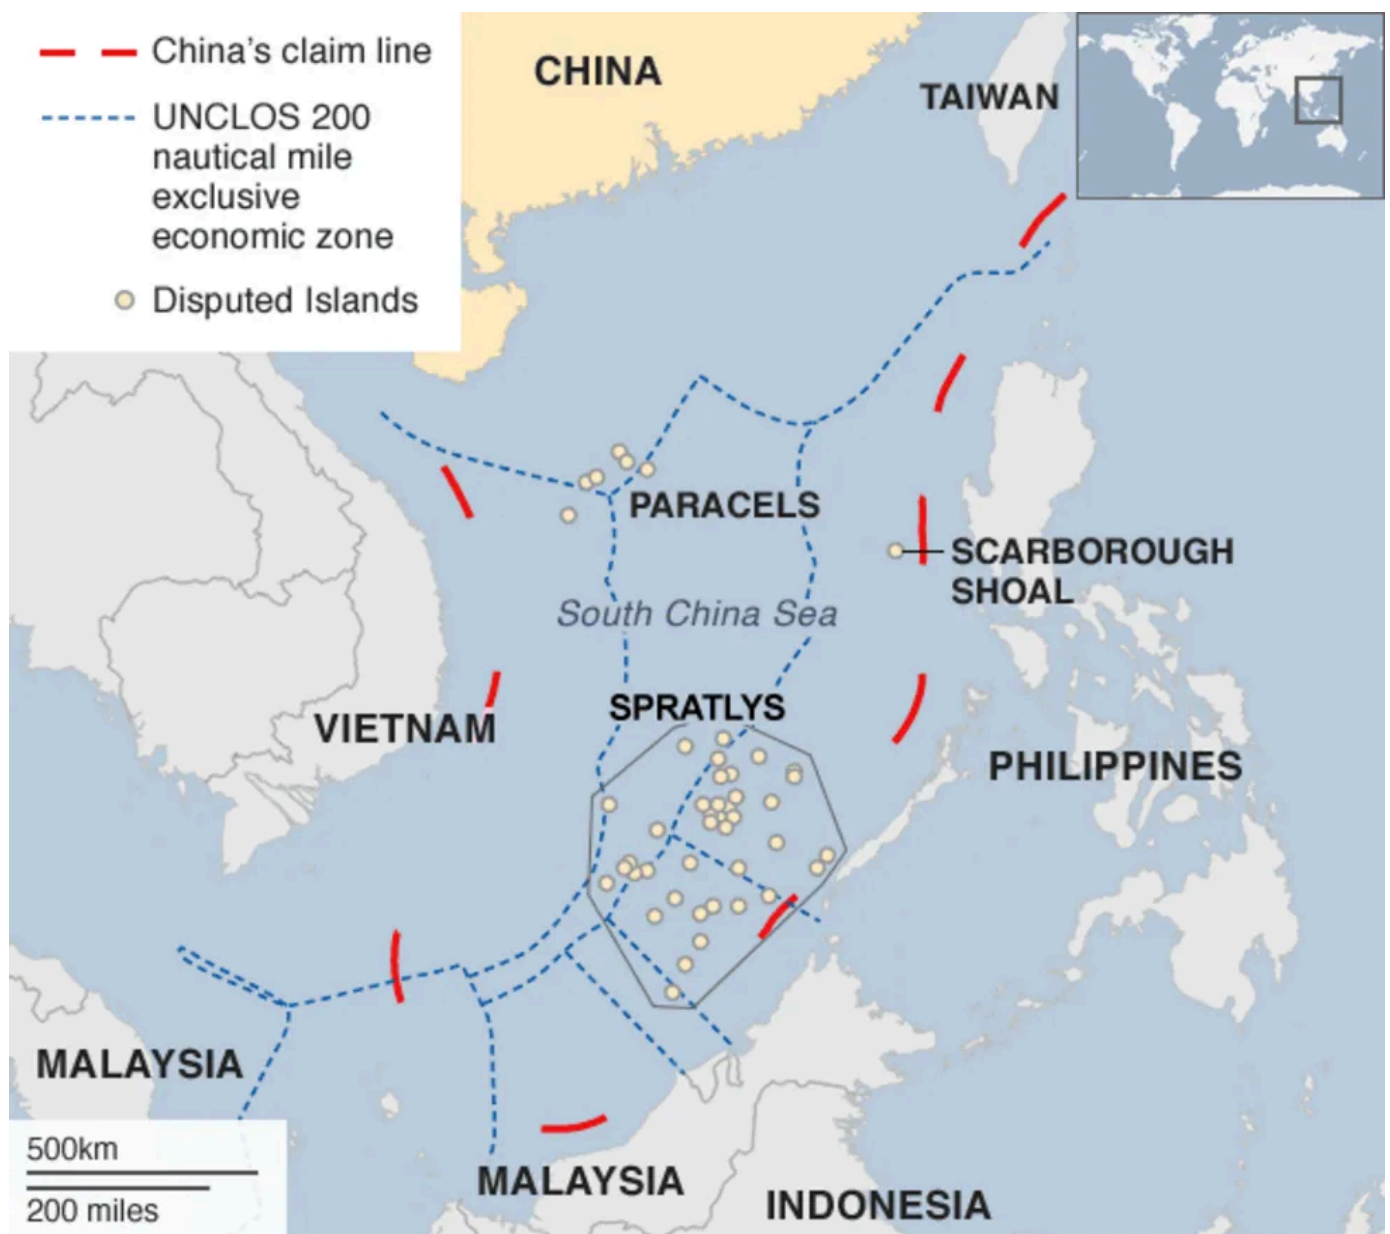 China's claim line
UNCLOS 200
nautical mile
exclusive
economic zone
Disputed Islands
CHINA
TAIWAN
PARACELS
SCARBOROUGH
SHOAL
South China Sea
SPRATLYS
VIETNAM
PHILIPPINES
MALAYSIA
500km
200 miles
MALAYSIA
INDONESIA